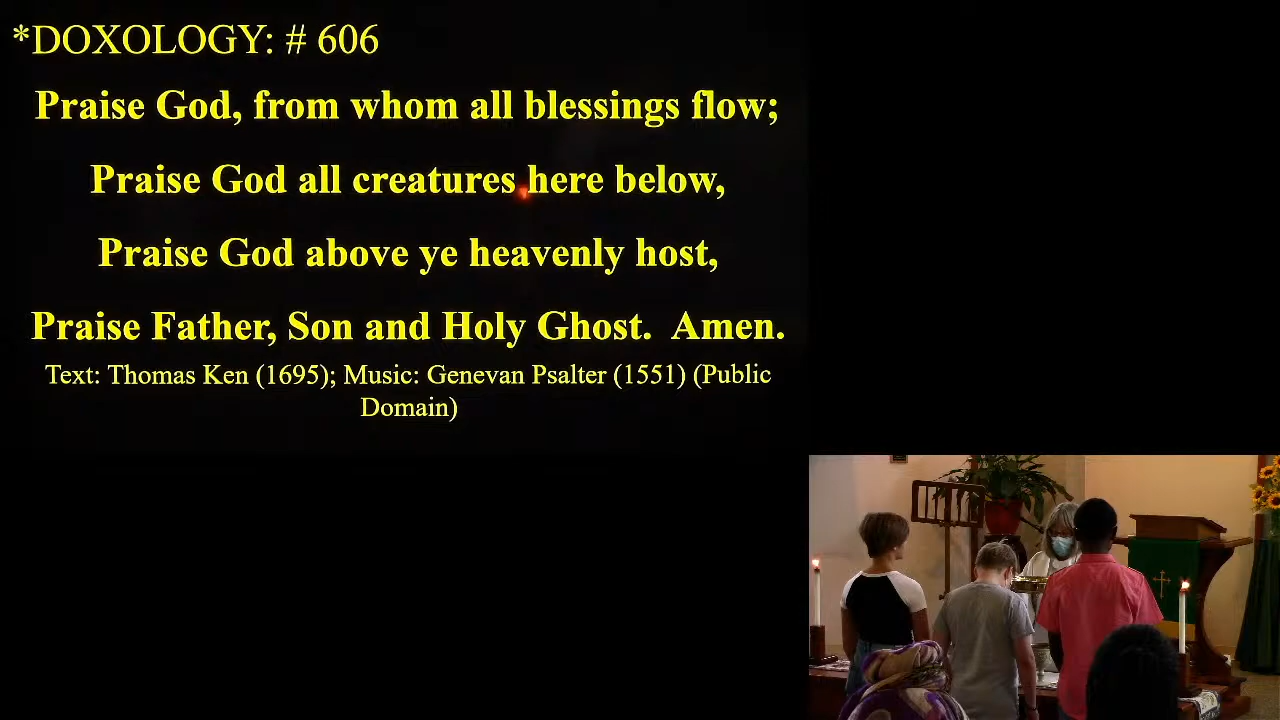 *DOXOLOGY: # 606
Praise God, from whom all blessings flow;
Praise God all creatures here below,
Praise God above ye heavenly host,
Praise Father, Son and Holy Ghost.  Amen.
Text: Thomas Ken (1695); Music: Genevan Psalter (1551) (Public
Domain)